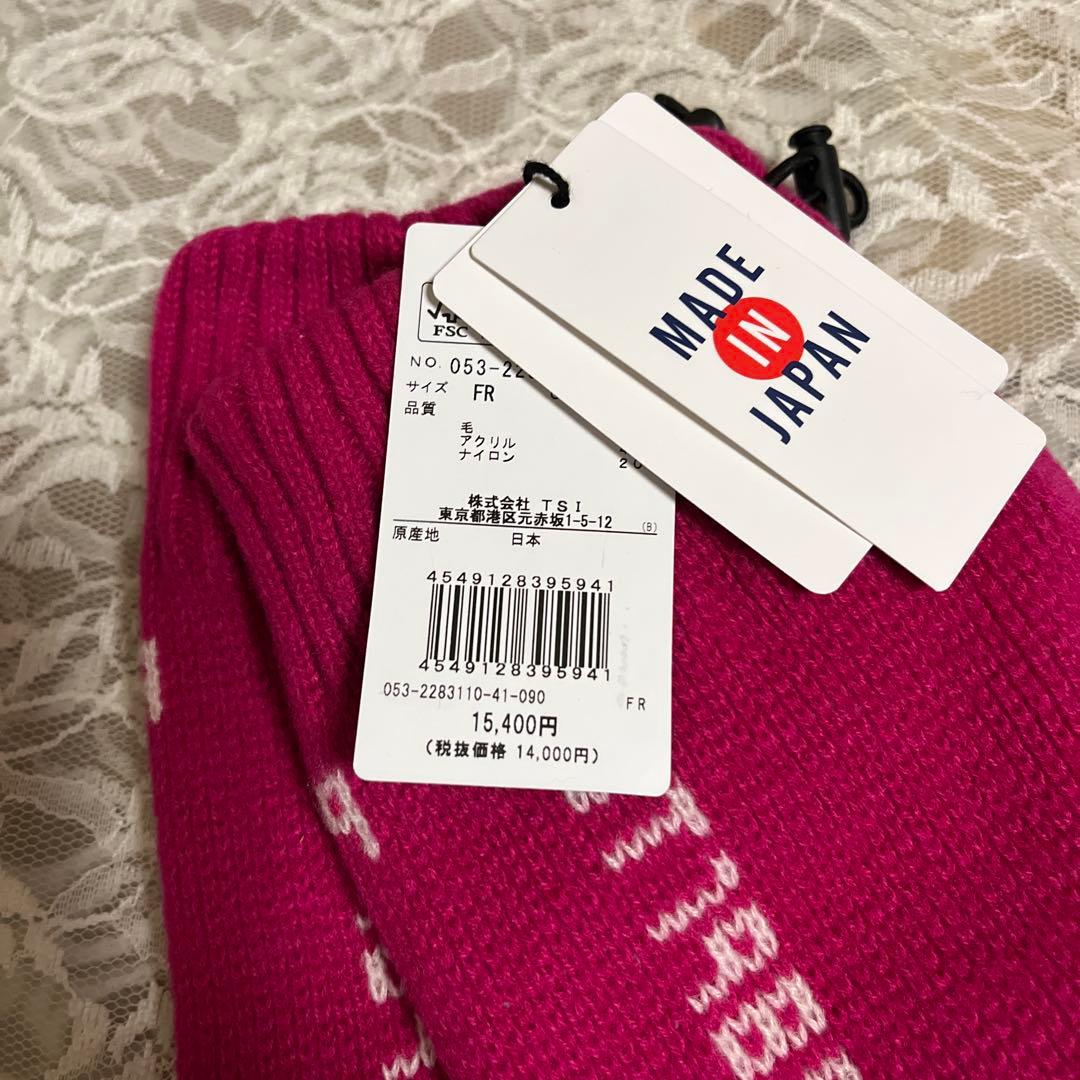 MADE
IN
JAPAN
FSC
NO. 053-22
サイズ FR
品質
毛
アクリル
ナイロン 20
株式会社 TSI
東京都港区元赤坂1-5-12 (B)
原産地 日本
4549128395941
4549128395941
053-2283110-41-090 FR
15,400円
(税抜価格 14,000円)